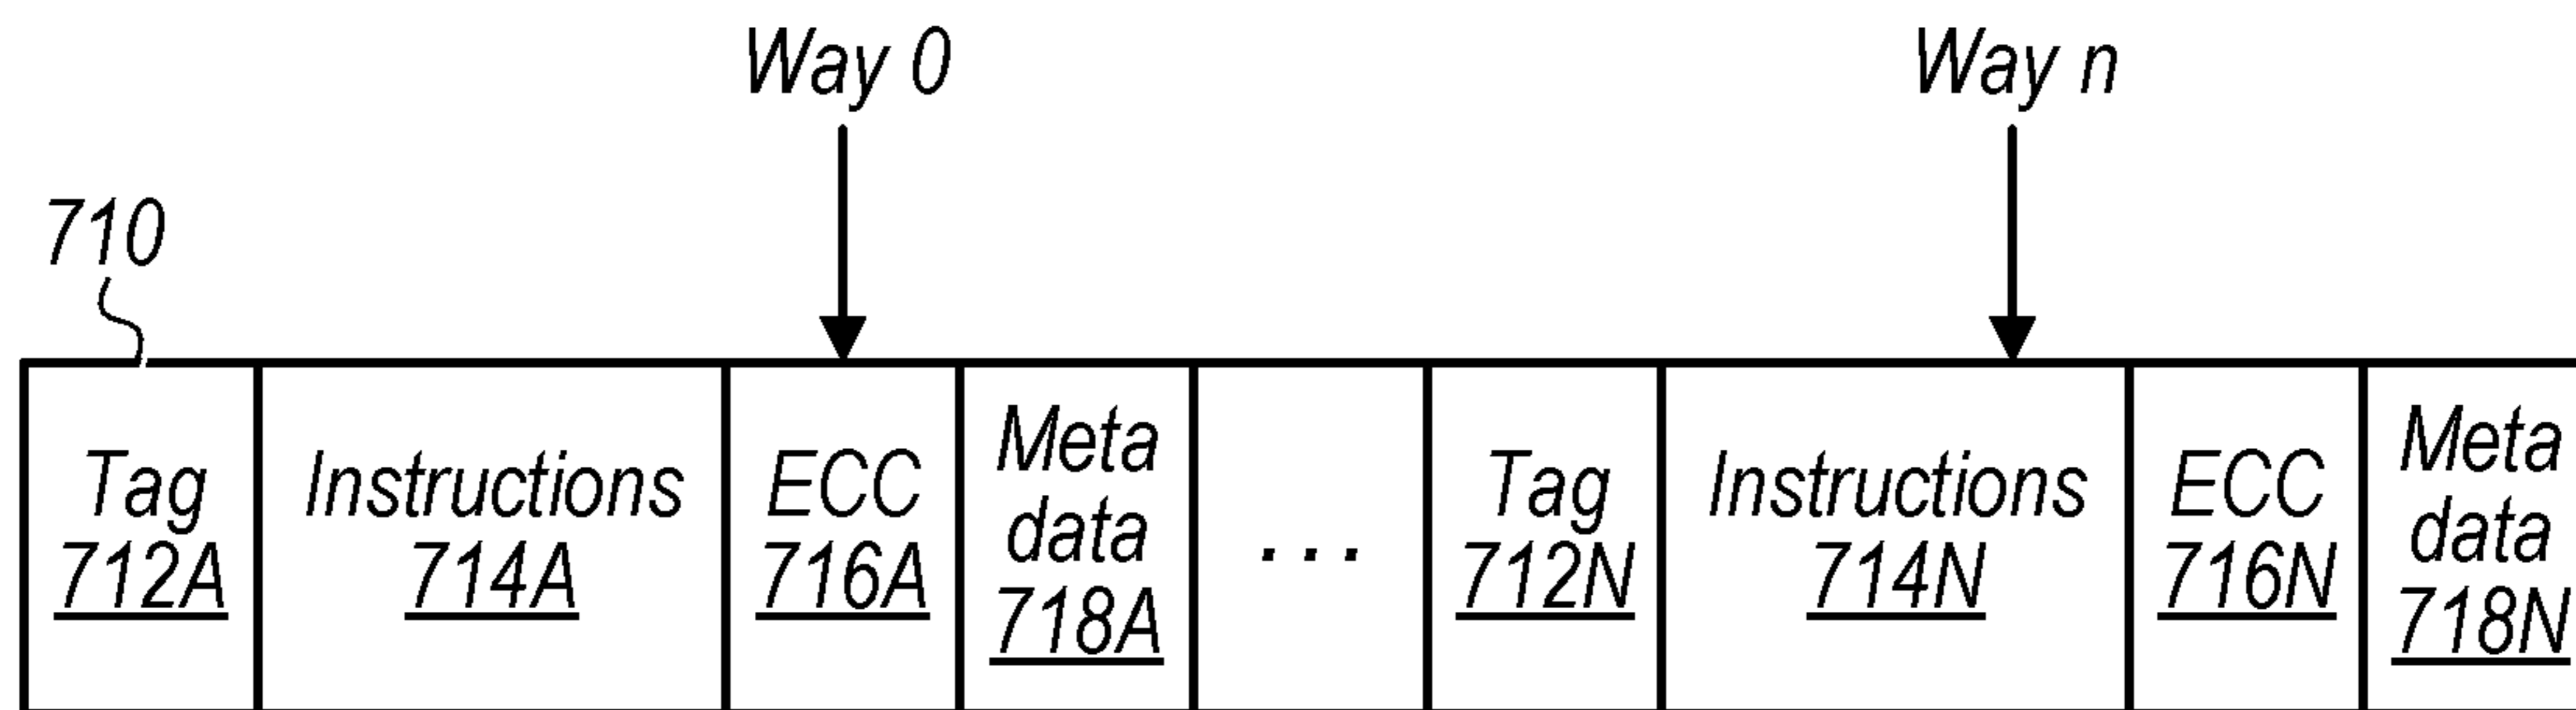 Way 0
Way n
710
Tag
712A
Instructions
714A
ECC
716A
Meta
data
718A
...
Tag
712N
Instructions
714N
ECC
716N
Meta
data
718N